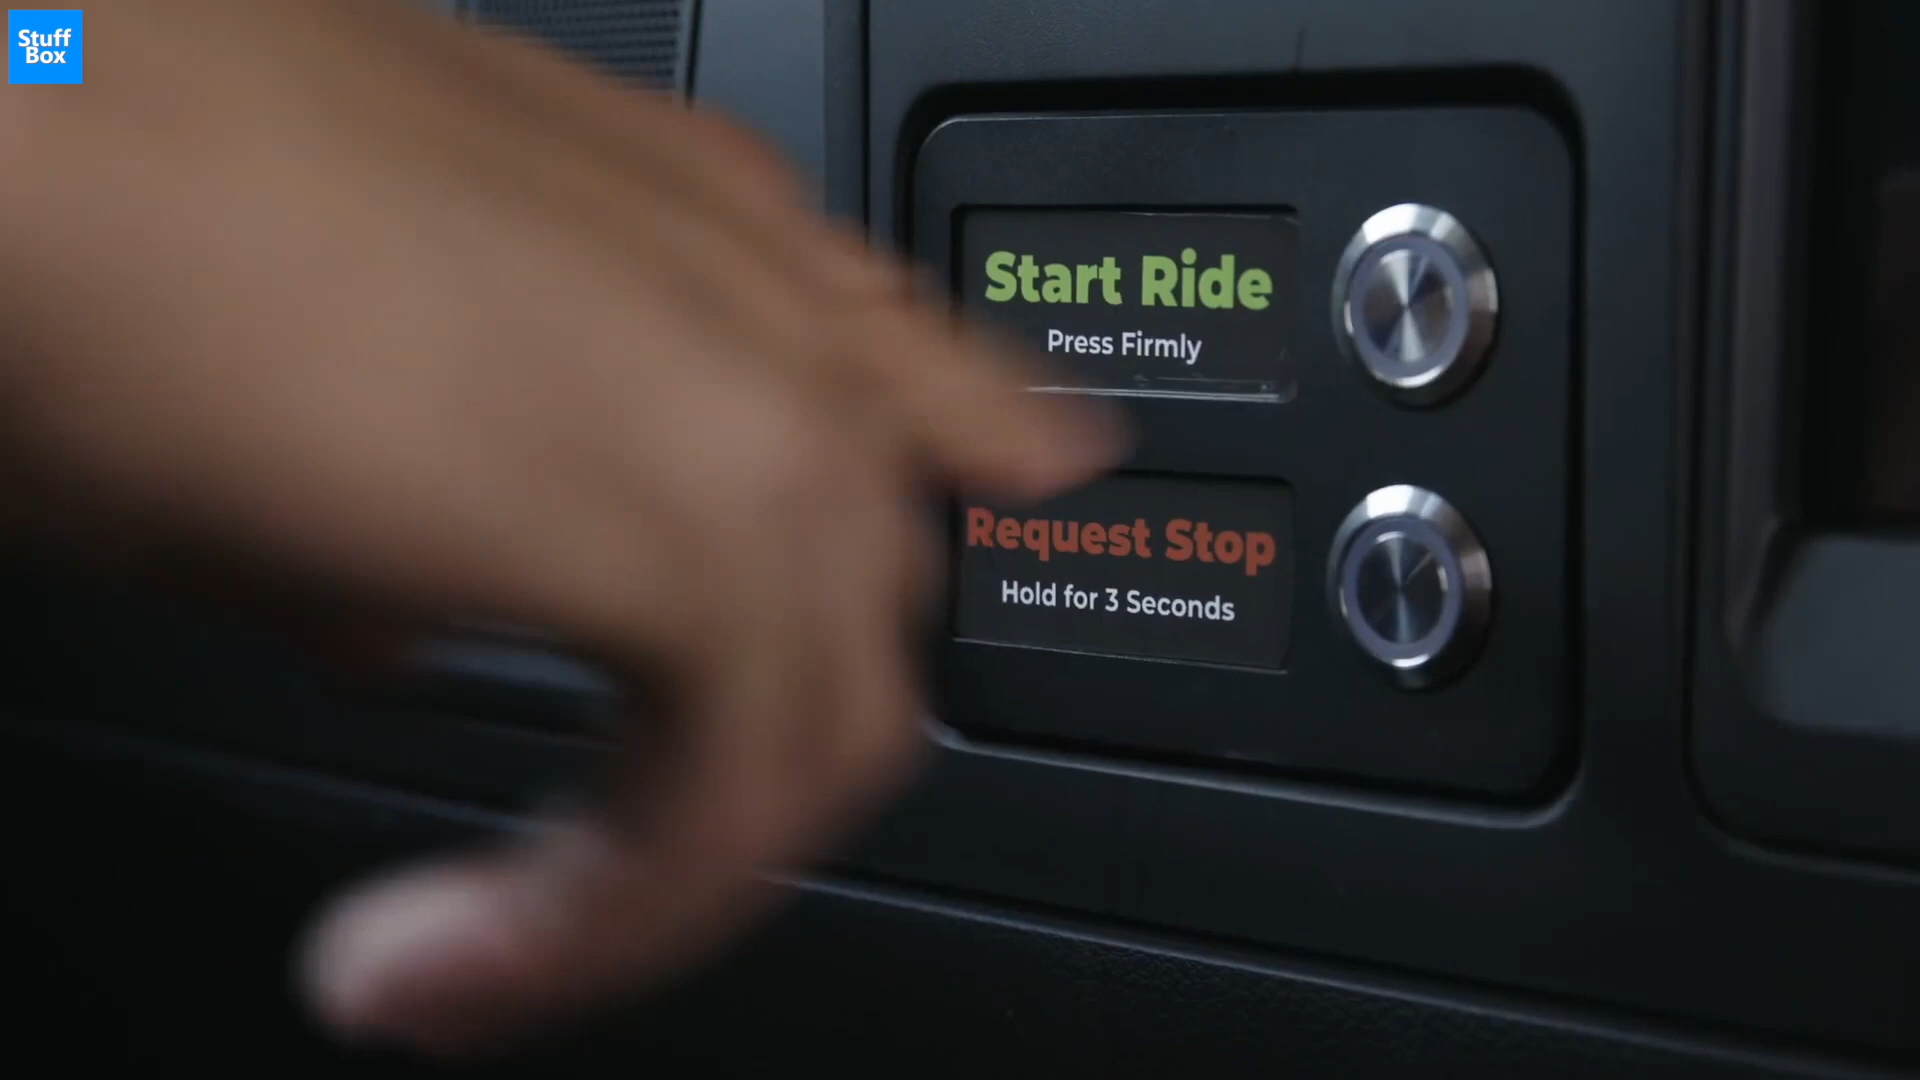 Stuff
Box
Start Ride
Press Firmly
Request Stop
Hold for 3 Seconds